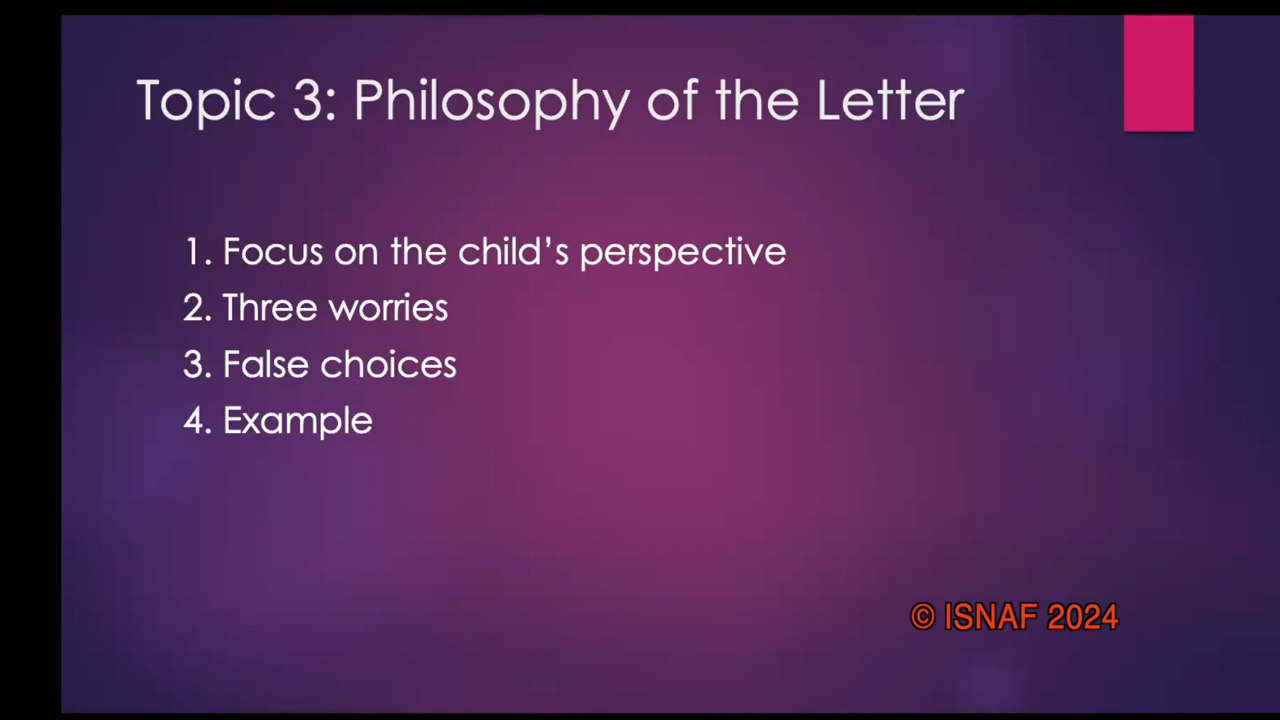 Topic 3: Philosophy of the Letter
1. Focus on the child’s perspective
2. Three worries
3. False choices
4. Example
© ISNAF 2024